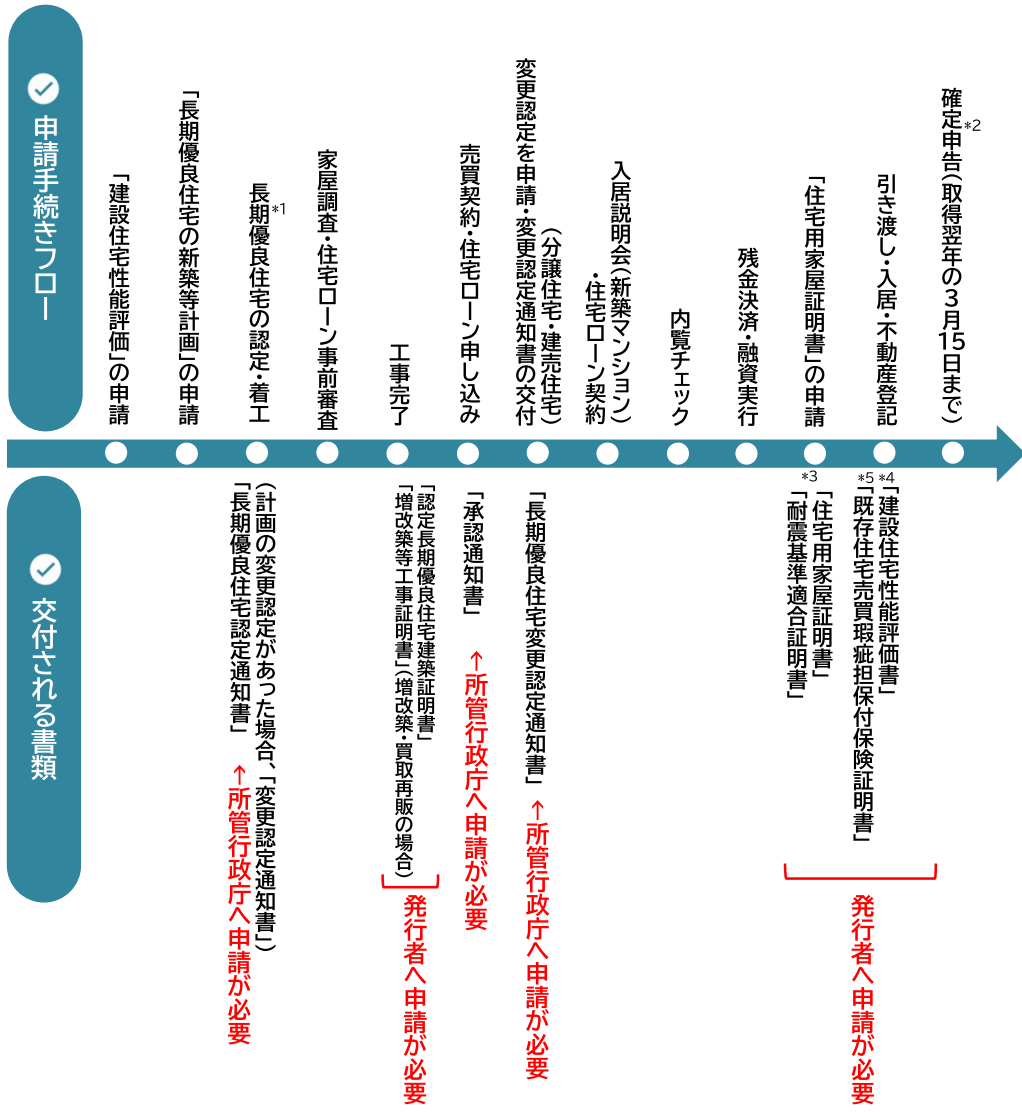 申請手続きフロー
「建設住宅性能評価」の申請
「長期優良住宅の新築等計画」の申請
長期優良住宅の認定・着工
*1
家屋調査・住宅ローン事前審査
工事完了
売買契約・住宅ローン申し込み
変更認定を申請・変更認定通知書の交付
(分譲住宅・建売住宅)
入居説明会(新築マンション)
・住宅ローン契約
内覧チェック
残金決済・融資実行
「住宅用家屋証明書」の申請
引き渡し・入居・不動産登記
確定申告(取得翌年の3月15日まで)
*2
交付される書類
「長期優良住宅認定通知書」
(計画の変更認定があった場合、「変更認定通知書」)
↑所管行政庁へ申請が必要
「認定長期優良住宅建築証明書」
「増改築等工事証明書」(増改築・買取再販の場合)
発行者へ申請が必要
「承認通知書」
↑所管行政庁へ申請が必要
「長期優良住宅変更認定通知書」
↑所管行政庁へ申請が必要
「住宅用家屋証明書」
*3
「耐震基準適合証明書」
*4
「建設住宅性能評価書」
*5
「既存住宅売買瑕疵担保付保険証明書」
発行者へ申請が必要